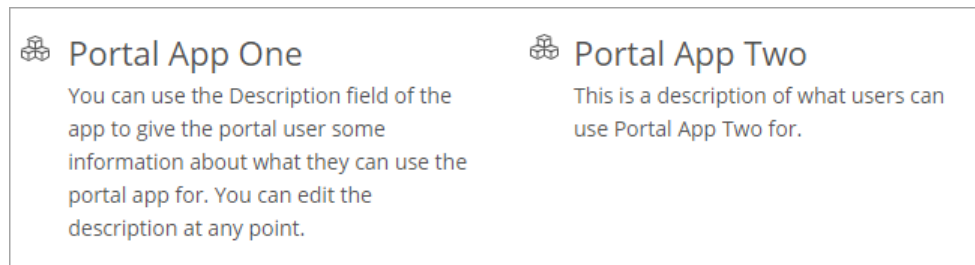 Portal App One
You can use the Description field of the
app to give the portal user some
information about what they can use the
portal app for. You can edit the
description at any point.
Portal App Two
This is a description of what users can
use Portal App Two for.